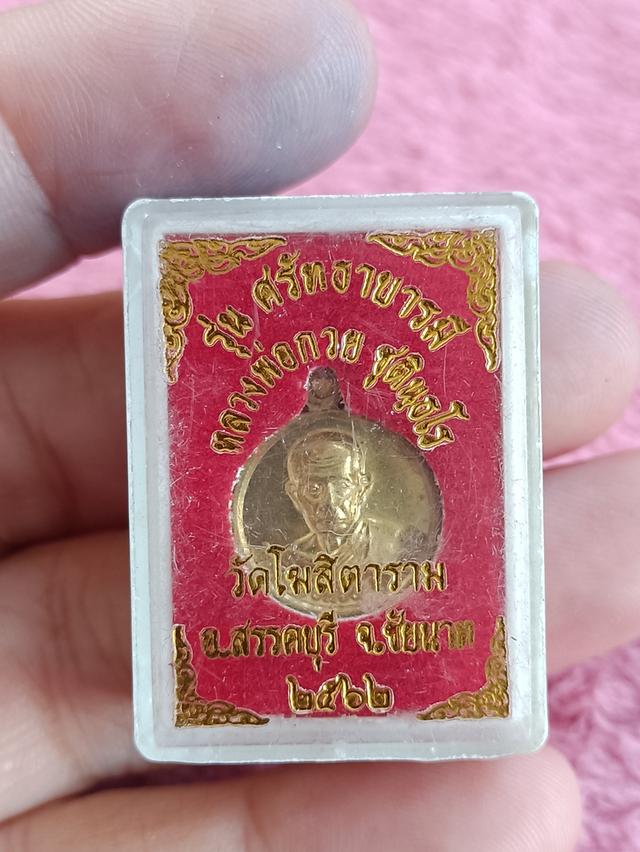 รุ่น ศรัทธาบารมี
หลวงพ่อกวย ชุตินฺธโร
วัดโฆสิตาราม
อ.สรรคบุรี จ.ชัยนาท
๒๕๖๒